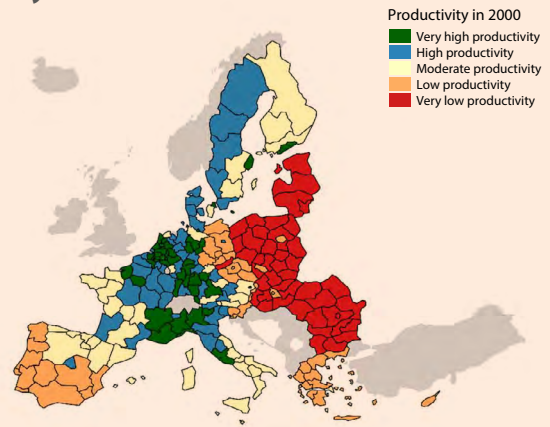 Productivity in 2000
Very high productivity
High productivity
Moderate productivity
Low productivity
Very low productivity